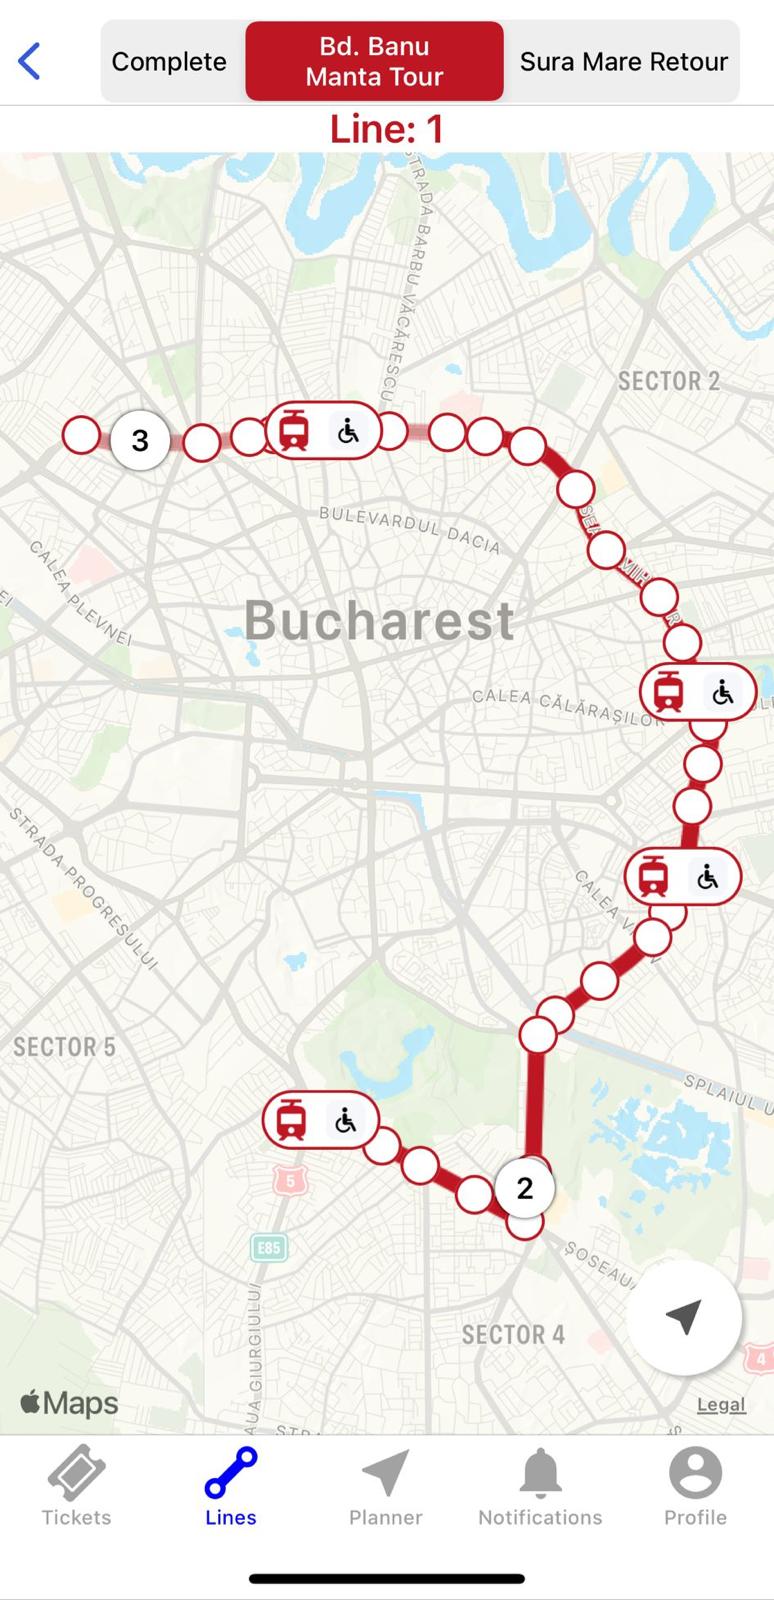 Complete
Bd. Banu
Manta Tour
Sura Mare Retour
Line: 1
STRADA BARBU VĂCĂRESCU
SECTOR 2
3
BULEVARDUL DACIA
CALEA PLEVNEI
Bucharest
CALEA CĂLĂRAȘILOR
STRADA PROGRESULUI
SECTOR 5
SPLAIUL
5
2
E85
SECTOR 4
4
Maps
Legal
Tickets
Lines
Planner
Notifications
Profile